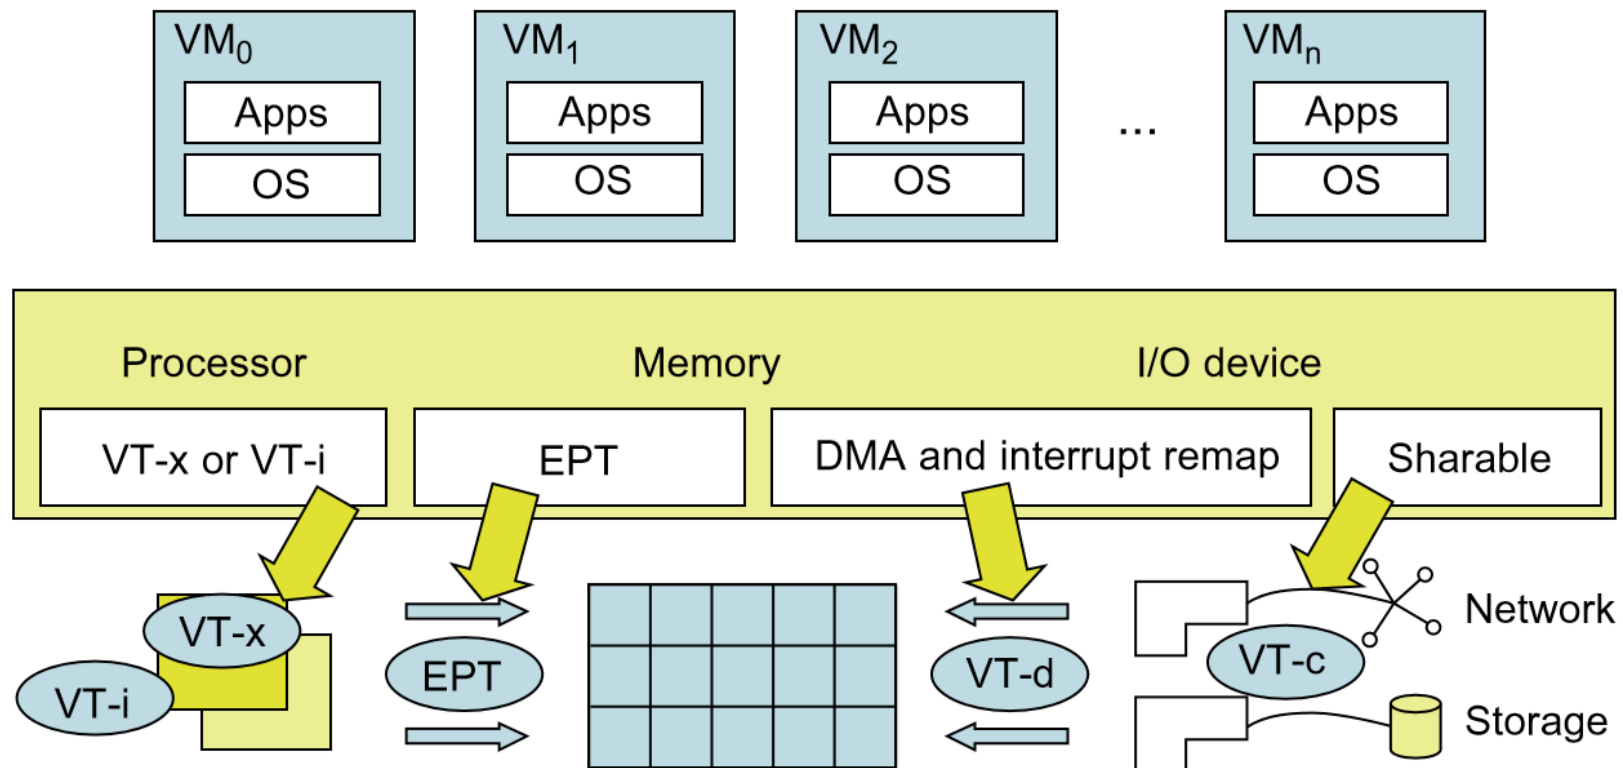 VM0 VM1 VM2 VMn
Apps Apps Apps ... Apps
OS OS OS OS
Processor Memory I/O device
VT-x or VT-i EPT DMA and interrupt remap Sharable
VT-x
VT-i
EPT
VT-d
VT-c
Network
Storage